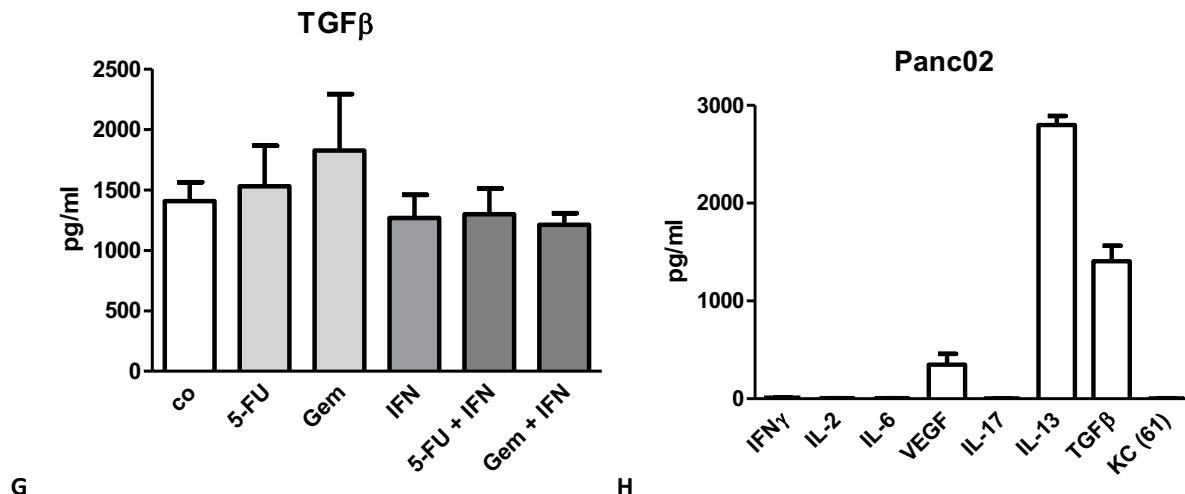 TGFβ
2500
2000
1500
1000
500
0
pg/ml
co
5-FU
Gem
IFN
5-FU + IFN
Gem + IFN
G
Panc02
3000
2000
1000
0
pg/ml
IFNγ
IL-2
IL-6
VEGF
IL-17
IL-13
TGFβ
KC (61)
H